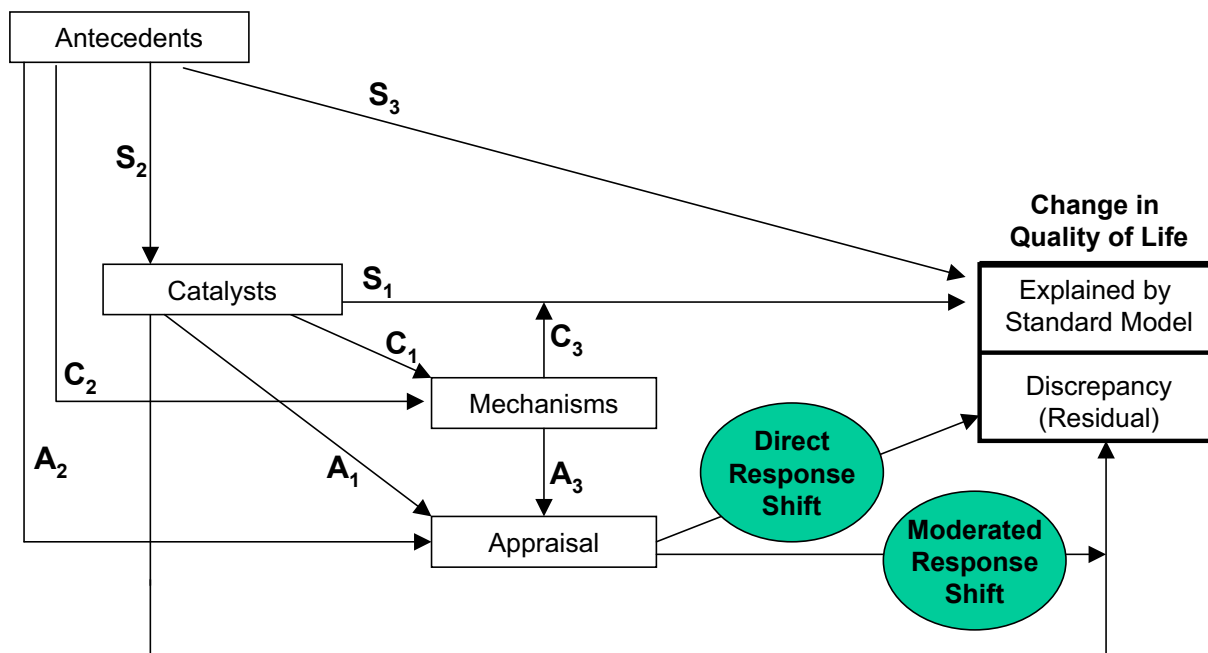 Antecedents
S₃
S₂
Change in
Quality of Life
Catalysts
S₁
Explained by
Standard Model
C₁
C₃
C₂
Mechanisms
Discrepancy
(Residual)
A₂
A₁
A₃
Direct
Response
Shift
Appraisal
Moderated
Response
Shift